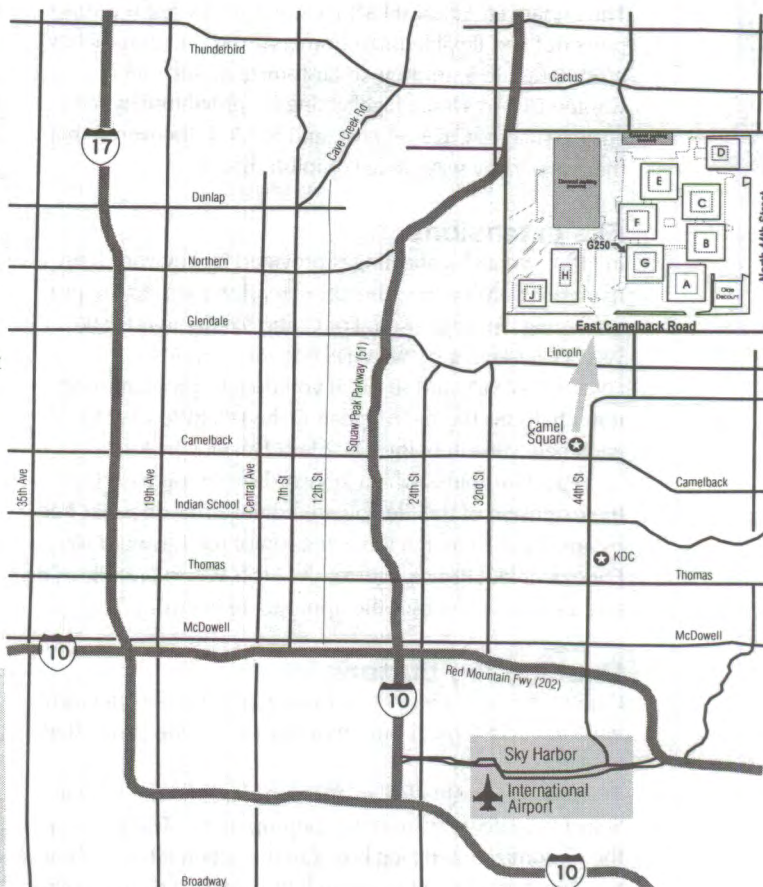 Thunderbird
Cactus
Cave Creek Rd.
17
Dunlap
D
E
C
F
B
G250
G
A
H
J
North 44th Street
East Camelback Road
Northern
Glendale
Lincoln
Squaw Peak Parkway (51)
Camel
Square
Camelback
Camelback
35th Ave
19th Ave
Central Ave
7th St
12th St
24th St
32nd St
44th St
Indian School
KDC
Thomas
Thomas
McDowell
McDowell
10
Red Mountain Fwy (202)
10
Sky Harbor
International
Airport
10
Broadway